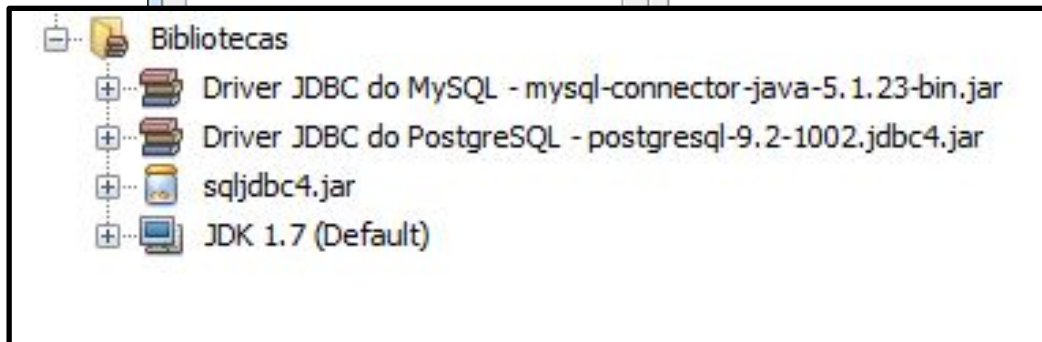 Bibliotecas
Driver JDBC do MySQL - mysql-connector-java-5.1.23-bin.jar
Driver JDBC do PostgreSQL - postgresql-9.2-1002.jdbc4.jar
sqljdbc4.jar
JDK 1.7 (Default)